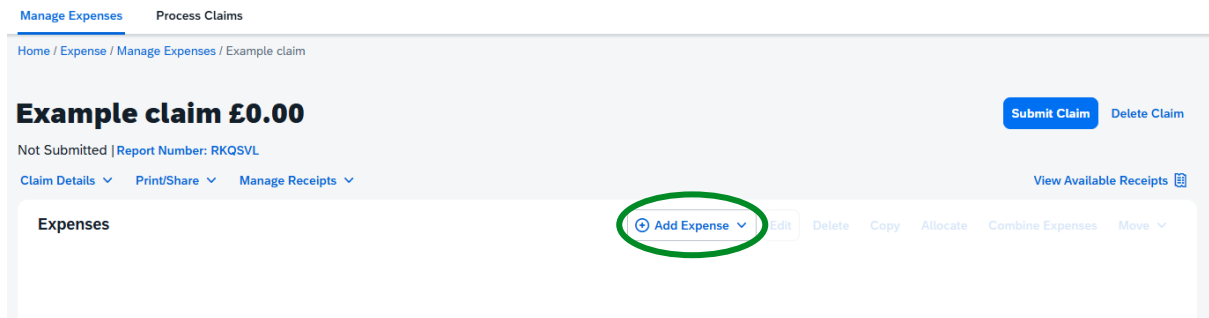 Manage Expenses Process Claims
Home / Expense / Manage Expenses / Example claim
Example claim £0.00
Submit Claim Delete Claim
Not Submitted | Report Number: RKQSVL
Claim Details Print/Share Manage Receipts View Available Receipts
Expenses Add Expense Edit Delete Copy Allocate Combine Expenses Move